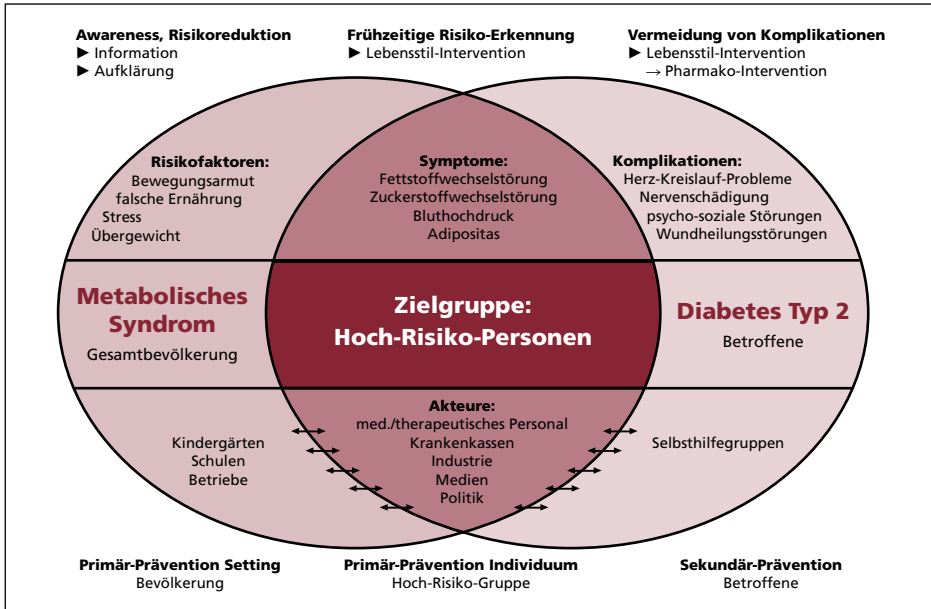 Awareness, Risikoreduktion
► Information
► Aufklärung
Frühzeitige Risiko-Erkennung
► Lebensstil-Intervention
Vermeidung von Komplikationen
► Lebensstil-Intervention
→ Pharmako-Intervention
Risikofaktoren:
Bewegungsarmut
falsche Ernährung
Stress
Übergewicht
Symptome:
Fettstoffwechselstörung
Zuckerstoffwechselstörung
Bluthochdruck
Adipositas
Komplikationen:
Herz-Kreislauf-Probleme
Nervenschädigung
psycho-soziale Störungen
Wundheilungsstörungen
Metabolisches
Syndrom
Gesamtbevölkerung
Zielgruppe:
Hoch-Risiko-Personen
Diabetes Typ 2
Betroffene
Kindergärten
Schulen
Betriebe
Akteure:
med./therapeutisches Personal
Krankenkassen
Industrie
Medien
Politik
Selbsthilfegruppen
Primär-Prävention Setting
Bevölkerung
Primär-Prävention Individuum
Hoch-Risiko-Gruppe
Sekundär-Prävention
Betroffene